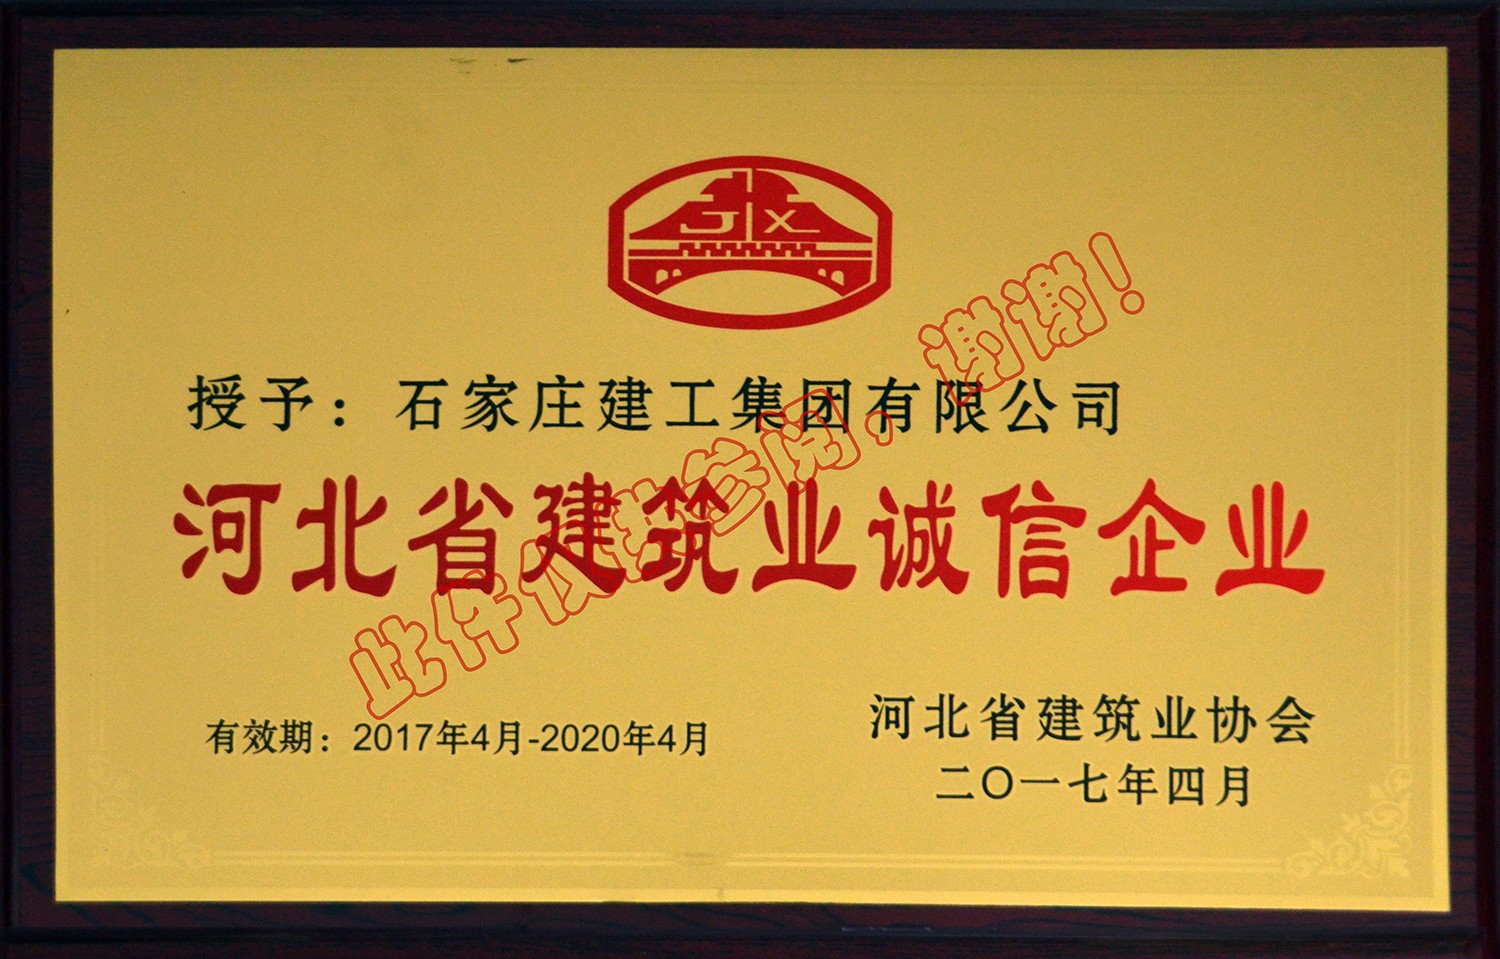 JX
授予：石家庄建工集团有限公司
河北省建筑业诚信企业
此件仅供参阅，谢谢！
有效期：2017年4月-2020年4月
河北省建筑业协会
二〇一七年四月